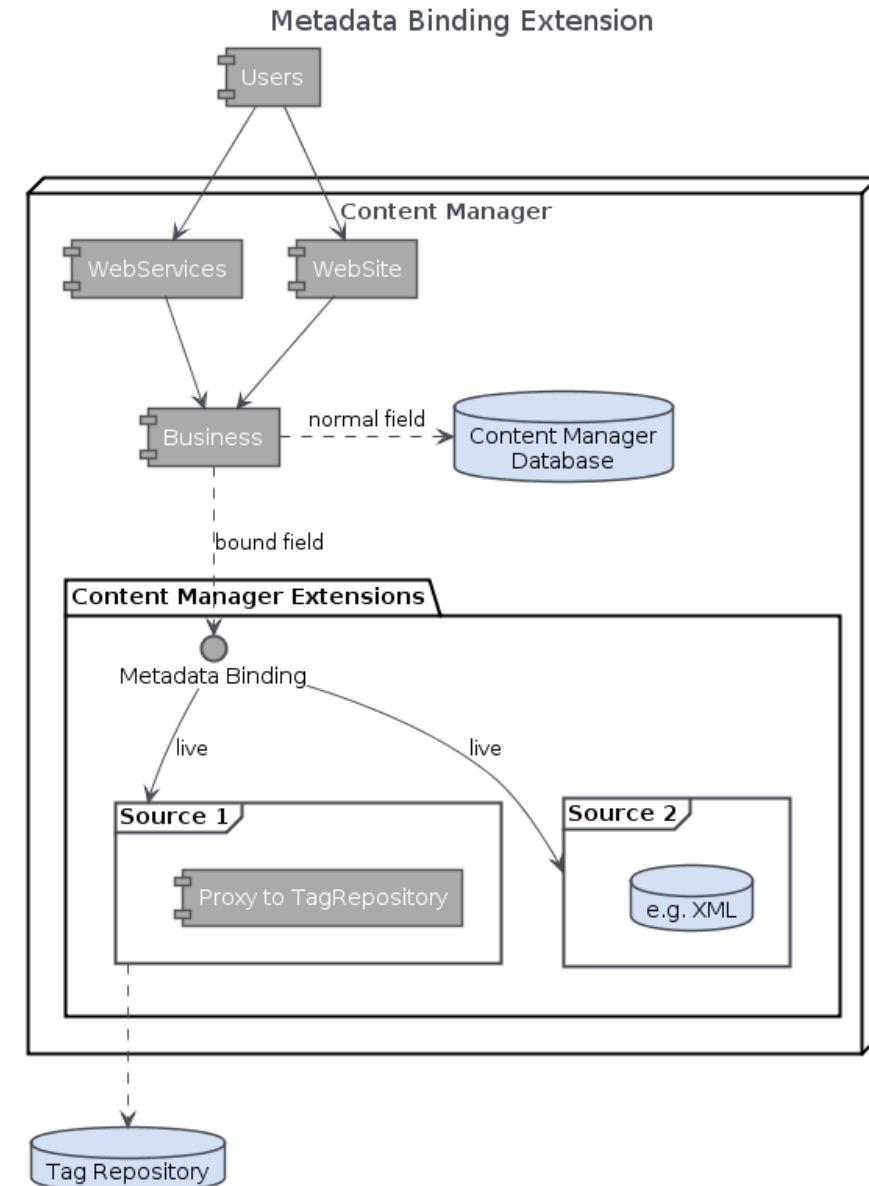 Metadata Binding Extension
Users
Content Manager
WebServices
WebSite
Business
normal field
Content Manager
Database
bound field
Content Manager Extensions
Metadata Binding
live
live
Source 1
Source 2
Proxy to TagRepository
e.g. XML
Tag Repository